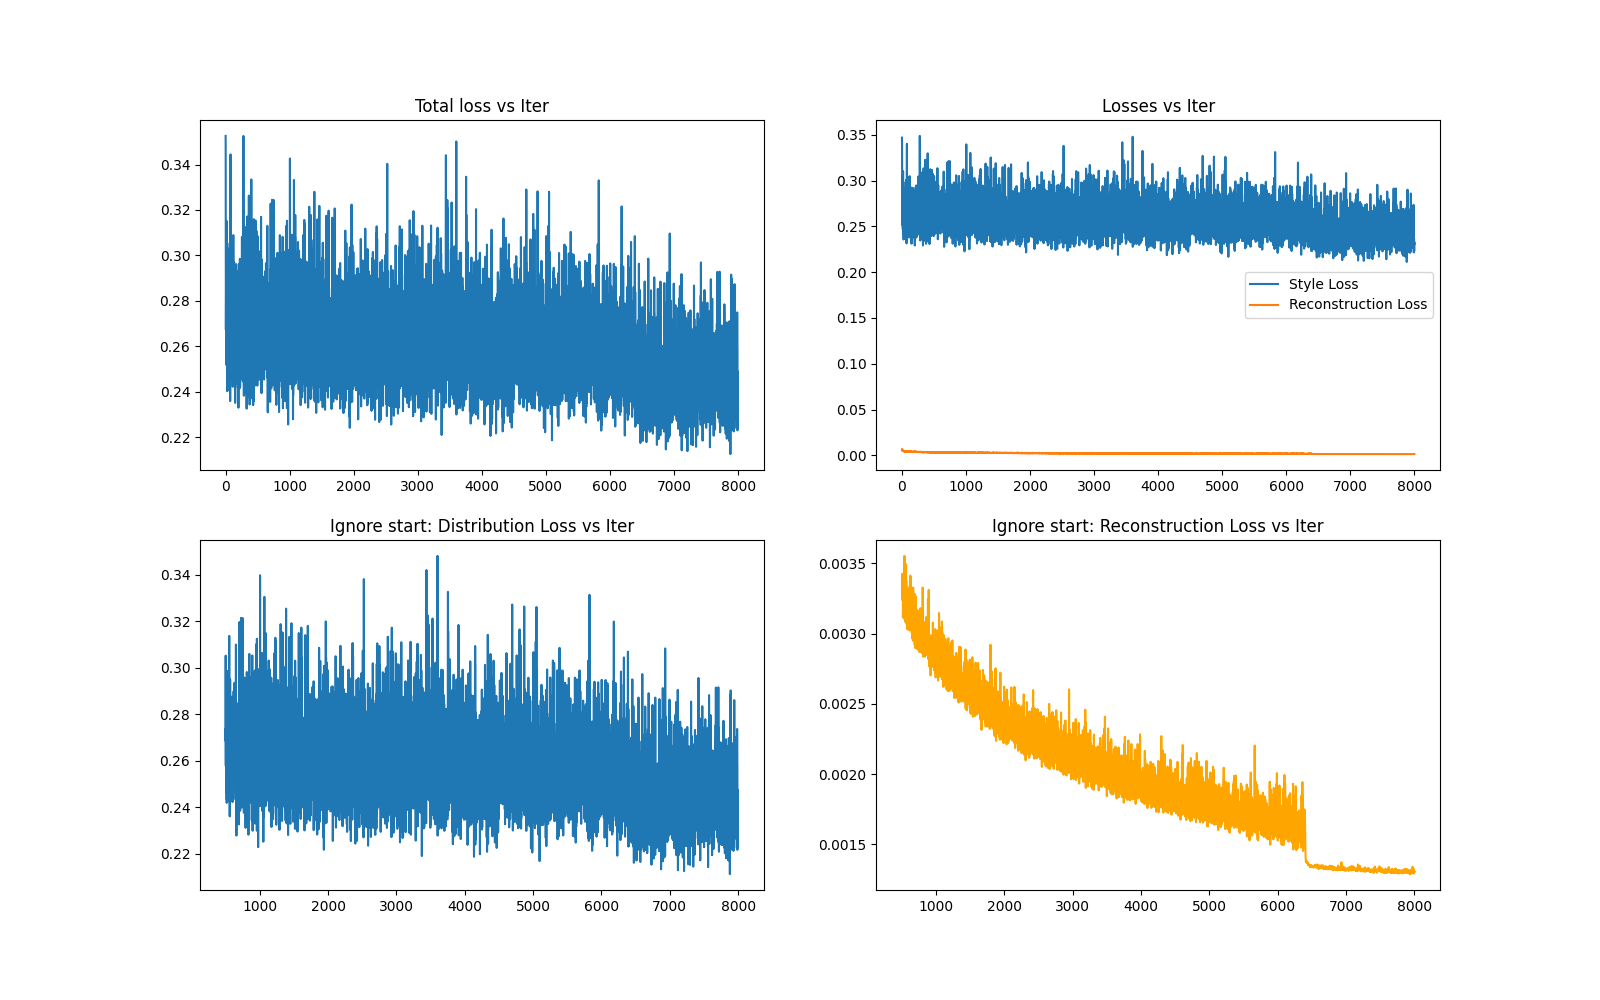 Total loss vs Iter
0.34
0.32
0.30
0.28
0.26
0.24
0.22
0 1000 2000 3000 4000 5000 6000 7000 8000
Losses vs Iter
0.35
0.30
0.25
0.20
0.15
0.10
0.05
0.00
Style Loss
Reconstruction Loss
0 1000 2000 3000 4000 5000 6000 7000 8000
Ignore start: Distribution Loss vs Iter
0.34
0.32
0.30
0.28
0.26
0.24
0.22
1000 2000 3000 4000 5000 6000 7000 8000
Ignore start: Reconstruction Loss vs Iter
0.0035
0.0030
0.0025
0.0020
0.0015
1000 2000 3000 4000 5000 6000 7000 8000